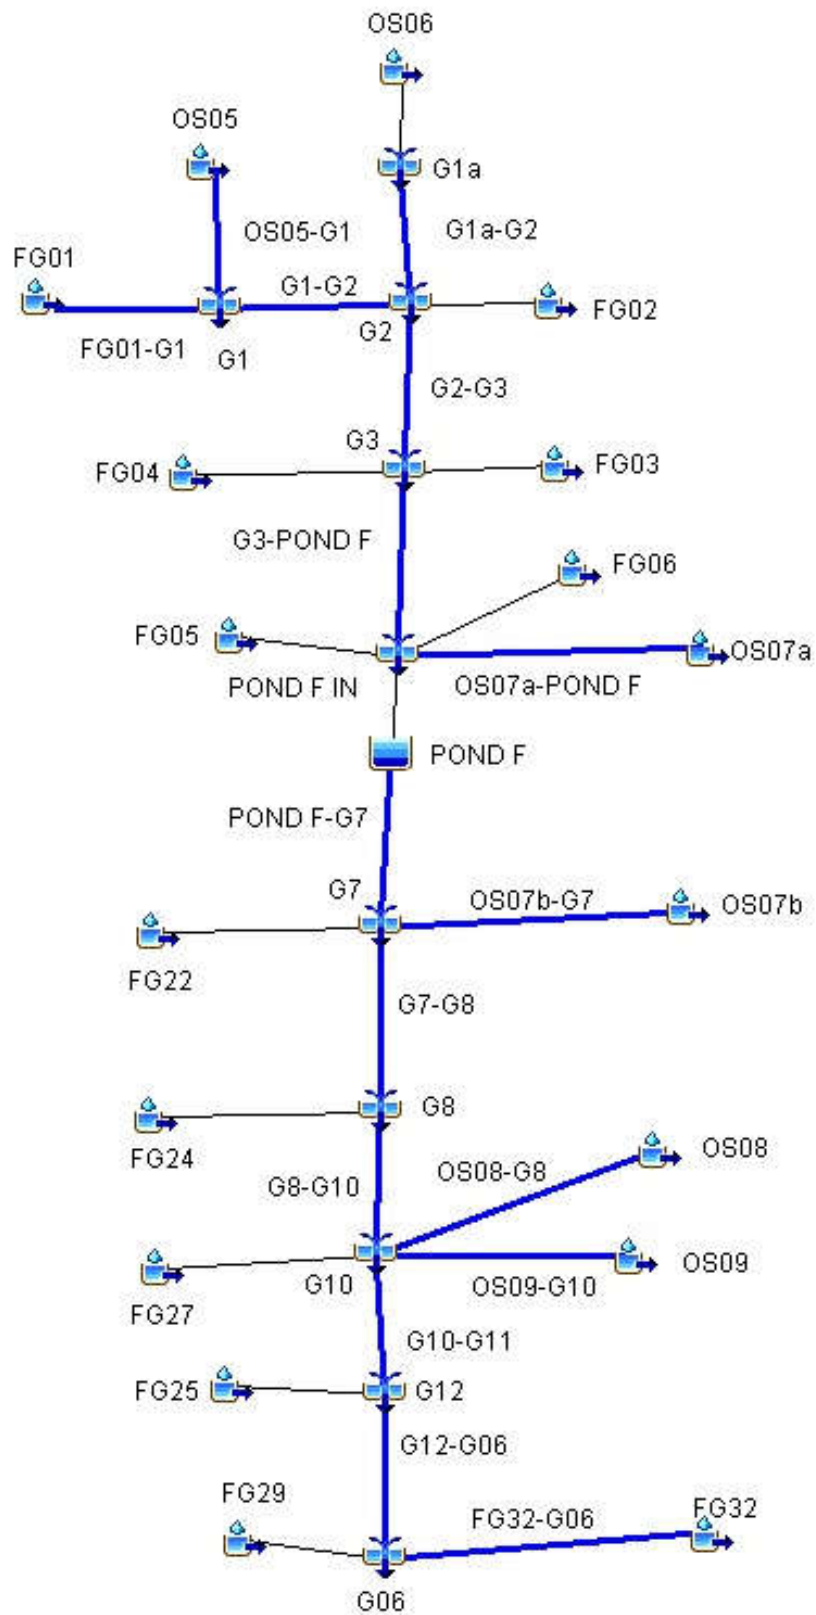 OS06
OS05
G1a
OS05-G1
G1a-G2
FG01
G1-G2
FG02
G2
FG01-G1
G1
G2-G3
G3
FG04
FG03
G3-POND F
FG06
FG05
OS07a
POND F IN
OS07a-POND F
POND F
POND F-G7
G7
OS07b-G7
OS07b
FG22
G7-G8
G8
FG24
OS08-G8
OS08
G8-G10
OS09
G10
OS09-G10
FG27
G10-G11
FG25
G12
G12-G06
FG29
FG32-G06
FG32
G06